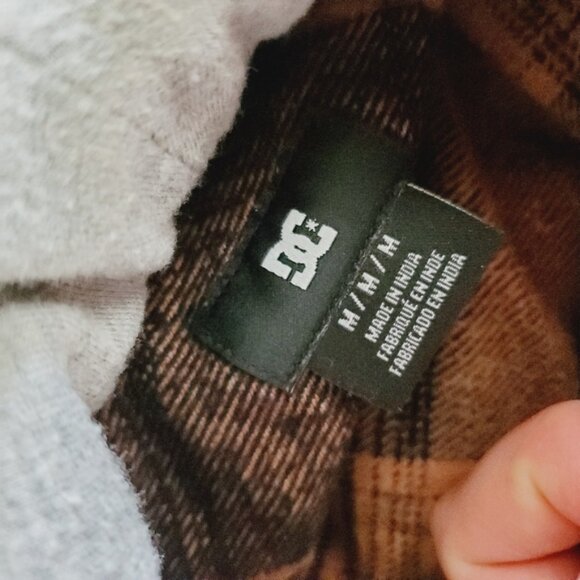 DC
M / M / M
MADE IN INDIA
FABRIQUÉ EN INDE
FABRICADO EN INDIA